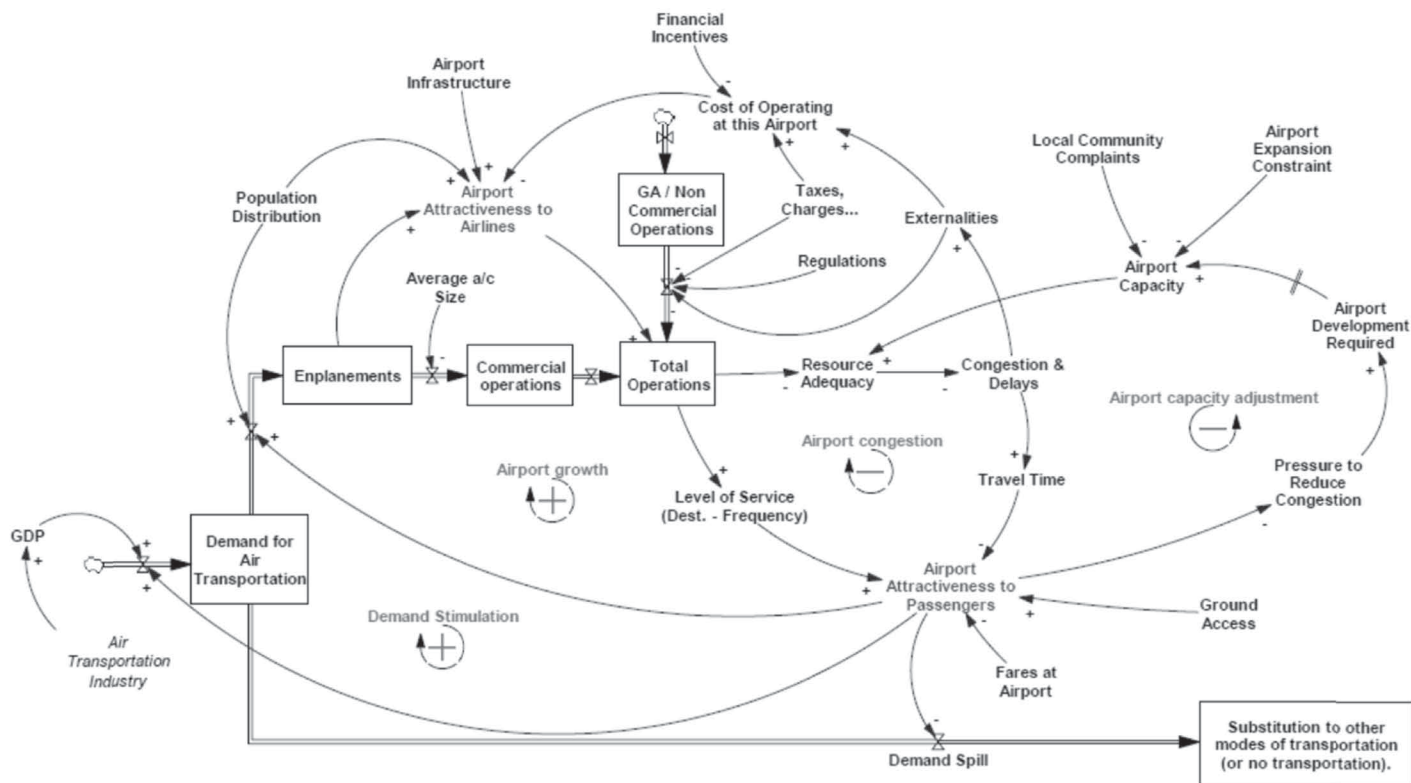 Financial
Incentives
Airport
Infrastructure
Cost of Operating
at this Airport
Local Community
Complaints
Airport
Expansion
Constraint
Population
Distribution
Airport
Attractiveness to
Airlines
GA / Non
Commercial
Operations
Taxes,
Charges...
Externalities
Regulations
Average a/c
Size
Airport
Capacity
Airport
Development
Required
Enplanements
Commercial
operations
Total
Operations
Resource
Adequacy
Congestion &
Delays
Airport capacity adjustment
Airport congestion
Airport growth
Travel Time
Pressure to
Reduce
Congestion
Level of Service
(Dest. - Frequency)
GDP
Demand for
Air
Transportation
Airport
Attractiveness to
Passengers
Ground
Access
Demand Stimulation
Air
Transportation
Industry
Fares at
Airport
Demand Spill
Substitution to other
modes of transportation
(or no transportation).